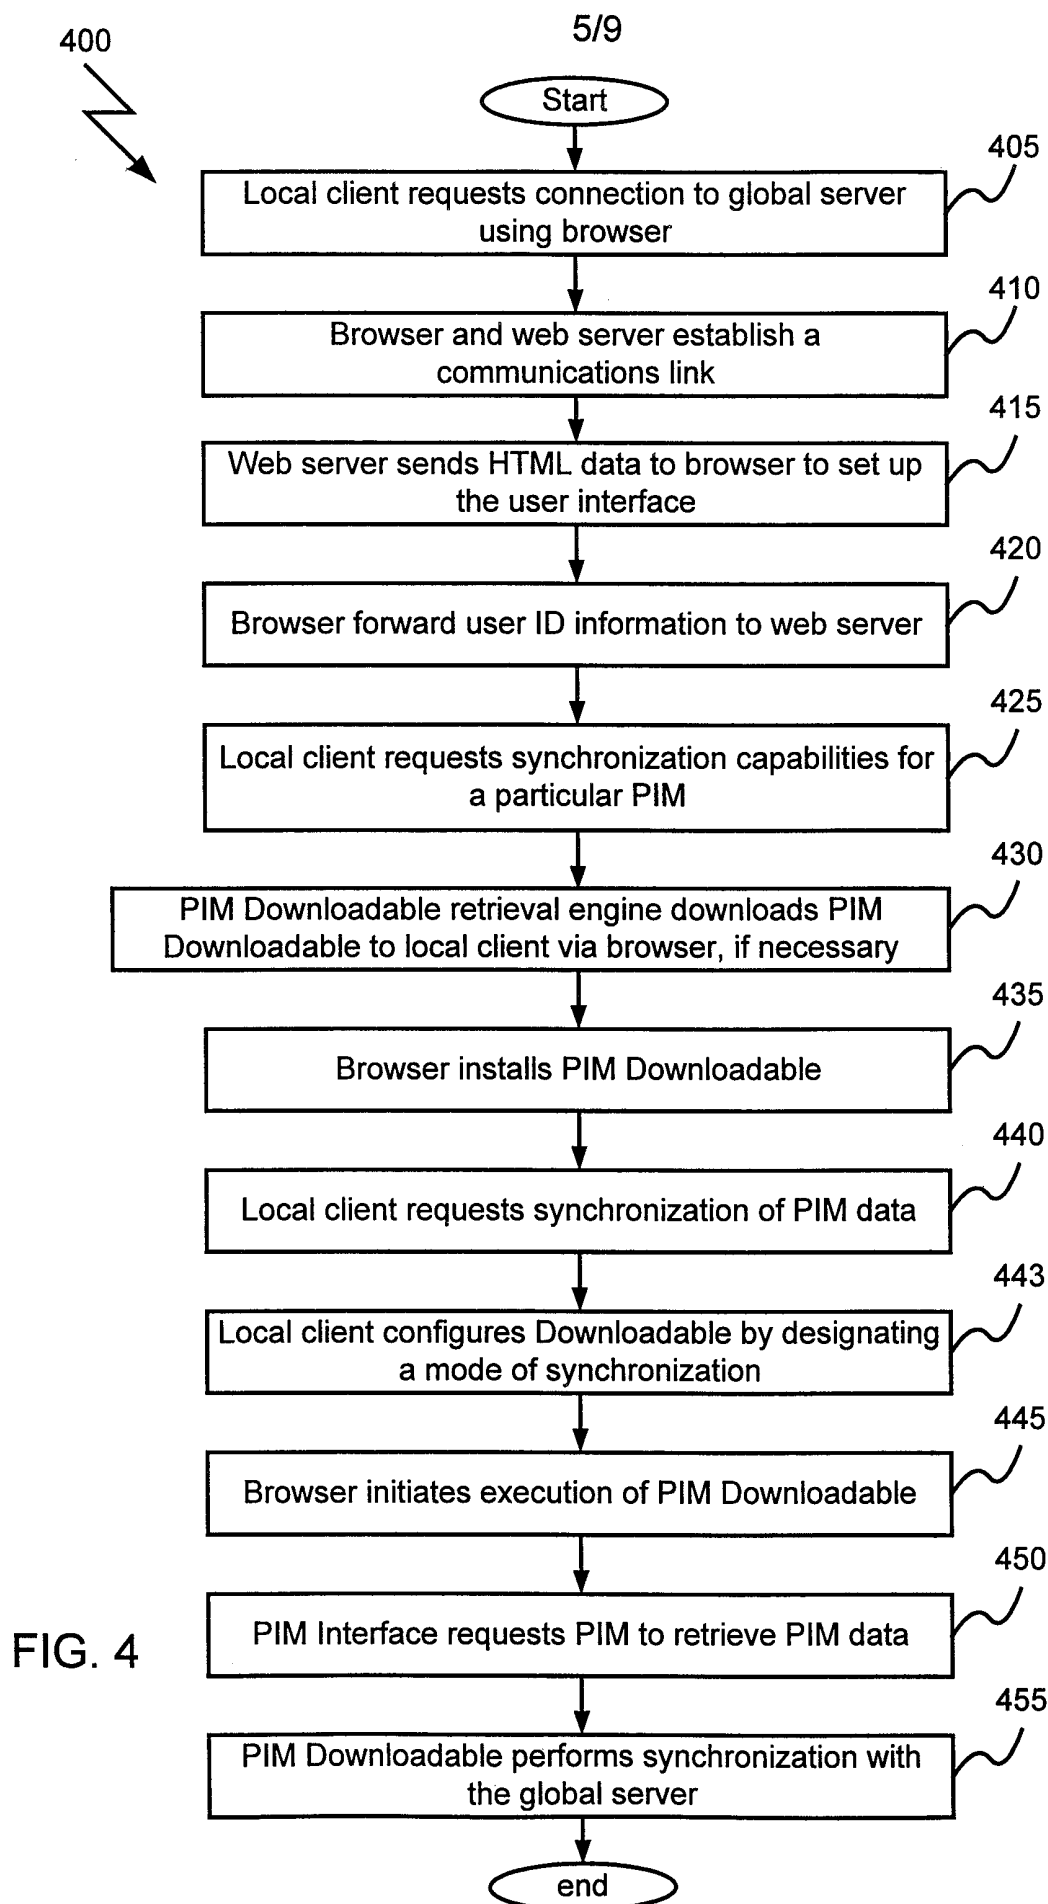 400
5/9
Start
405
Local client requests connection to global server
using browser
410
Browser and web server establish a
communications link
415
Web server sends HTML data to browser to set up
the user interface
420
Browser forward user ID information to web server
425
Local client requests synchronization capabilities for
a particular PIM
430
PIM Downloadable retrieval engine downloads PIM
Downloadable to local client via browser, if necessary
435
Browser installs PIM Downloadable
440
Local client requests synchronization of PIM data
443
Local client configures Downloadable by designating
a mode of synchronization
445
Browser initiates execution of PIM Downloadable
450
PIM Interface requests PIM to retrieve PIM data
FIG. 4
455
PIM Downloadable performs synchronization with
the global server
end